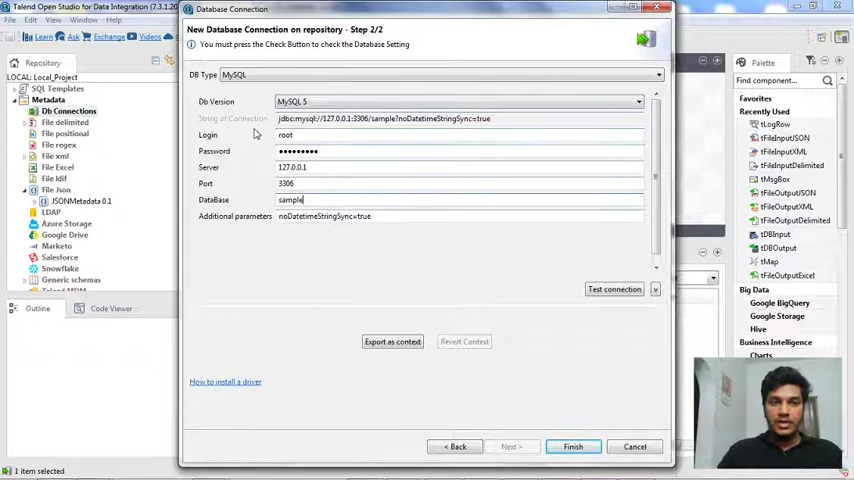 Talend Open Studio for Data Integration (7.3.1.20
File Edit View Window Help
Learn Ask Exchange Videos
Repository
LOCAL: Local_Project
SQL Templates
Metadata
Db Connections
File delimited
File positional
File regex
File xml
File Excel
File ldif
File Json
JSONMetadata 0.1
LDAP
Azure Storage
Google Drive
Marketo
Salesforce
Snowflake
Generic schemas
Outline
Code Viewer
1 item selected
Database Connection
New Database Connection on repository - Step 2/2
You must press the Check Button to check the Database Setting
DB Type MySQL
Db Version MySQL 5
String of Connection jdbc:mysql://127.0.0.1:3306/sample?noDatetimeStringSync=true
Login root
Password •••••••••
Server 127.0.0.1
Port 3306
DataBase sample
Additional parameters noDatetimeStringSync=true
Test connection
Export as context Revert Context
How to install a driver
< Back Next > Finish Cancel
Palette
Find component...
Recently Used
tLogRow
tFileInputJSON
tFileInputXML
tFileInputDelimited
tMsgBox
tFileOutputJSON
tFileOutputXML
tFileOutputDelimited
tDBInput
tDBOutput
tMap
tFileOutputExcel
Big Data
Google BigQuery
Google Storage
Hive
Business Intelligence
Charts